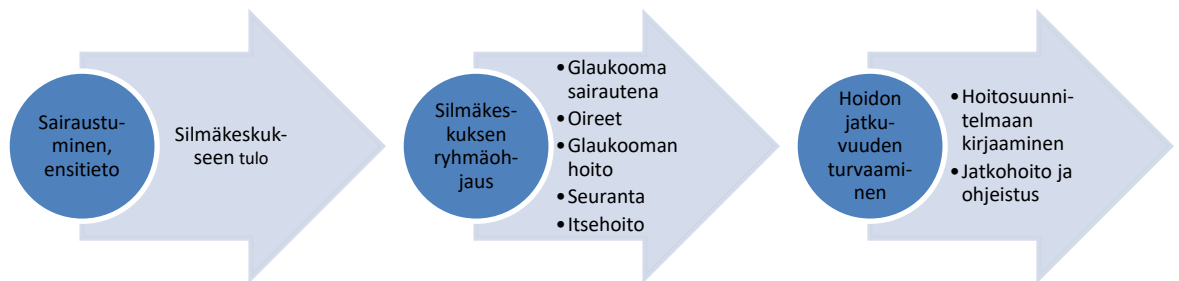 Sairaustu-
minen,
ensitieto
Silmäkeskuk-
seen tulo
Silmäkes-
kuksen
ryhmäoh-
jaus
•Glaukooma
sairautena
•Oireet
•Glaukooman
hoito
•Seuranta
•Itsehoito
Hoidon
jatku-
vuuden
turvaami-
nen
•Hoitosuunni-
telmaan
kirjaaminen
•Jatkohoito ja
ohjeistus